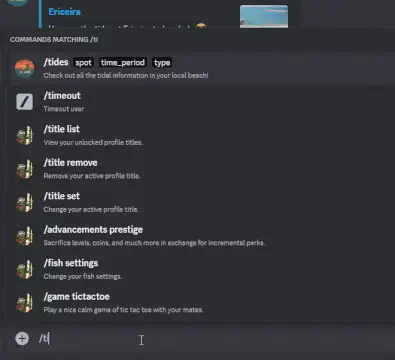 Ericeira
COMMANDS MATCHING /ti
/tides spot time_period type
Check out all the tidal information in your local beach!
/timeout
Timeout user
/title list
View your unlocked profile titles.
/title remove
Remove your active profile title.
/title set
Change your active profile title.
/advancements prestige
Sacrifice levels, coins, and much more in exchange for incremental perks.
/fish settings
Change your fish settings.
/game tictactoe
Play a nice calm game of tic tac toe with your mates.
/ti